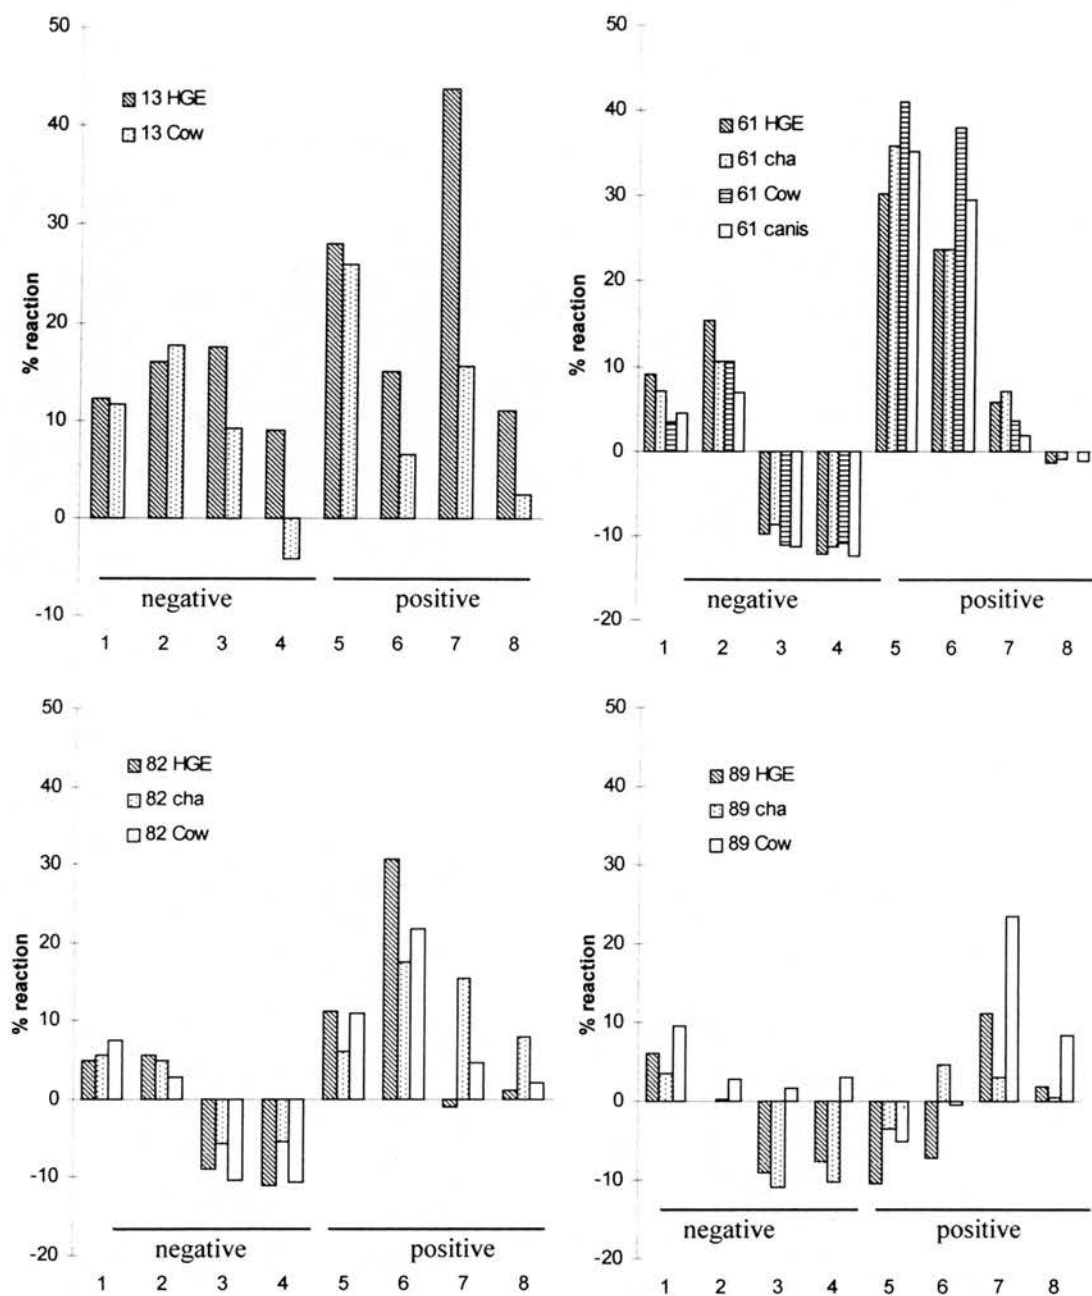 50
40
30
20
10
0
-10
% reaction
13 HGE
13 Cow
negative
positive
1 2 3 4 5 6 7 8
50
40
30
20
10
0
-10
-20
% reaction
61 HGE
61 cha
61 Cow
61 canis
negative
positive
1 2 3 4 5 6 7 8
50
40
30
20
10
0
-10
-20
% reaction
82 HGE
82 cha
82 Cow
negative
positive
1 2 3 4 5 6 7 8
50
40
30
20
10
0
-10
-20
% reaction
89 HGE
89 cha
89 Cow
negative
positive
1 2 3 4 5 6 7 8